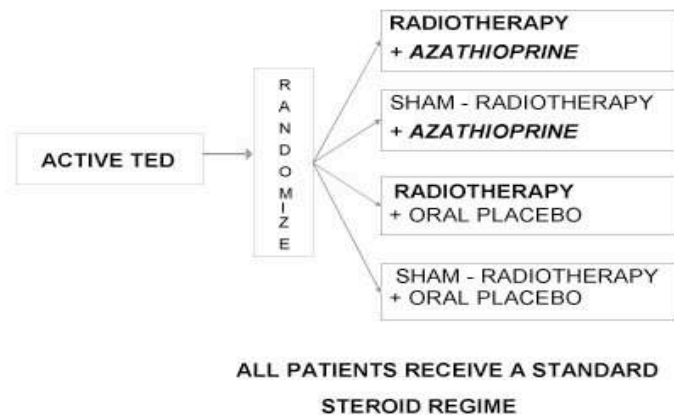 ACTIVE TED
RANDOMIZE
RADIOTHERAPY
+ AZATHIOPRINE
SHAM - RADIOTHERAPY
+ AZATHIOPRINE
RADIOTHERAPY
+ ORAL PLACEBO
SHAM - RADIOTHERAPY
+ ORAL PLACEBO
ALL PATIENTS RECEIVE A STANDARD
STEROID REGIME